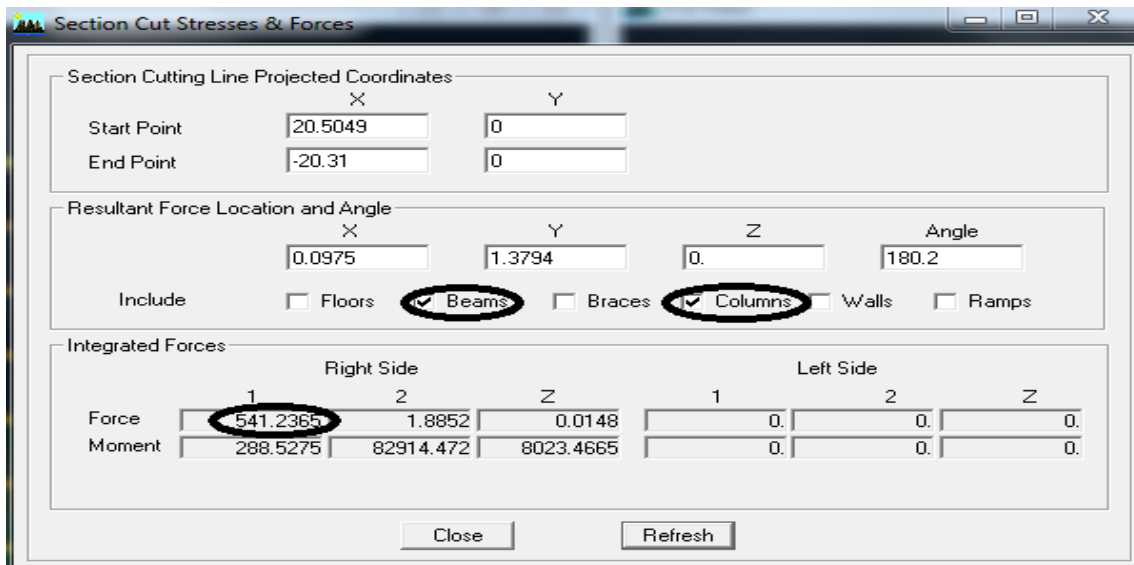 Section Cut Stresses & Forces
Section Cutting Line Projected Coordinates
X Y
Start Point 20.5049 0
End Point -20.31 0
Resultant Force Location and Angle
X Y Z Angle
0.0975 1.3794 0. 180.2
Include Floors Beams Braces Columns Walls Ramps
Integrated Forces
Right Side Left Side
1 2 Z 1 2 Z
Force 541.2365 1.8852 0.0148 0. 0. 0.
Moment 288.5275 82914.472 8023.4665 0. 0. 0.
Close Refresh